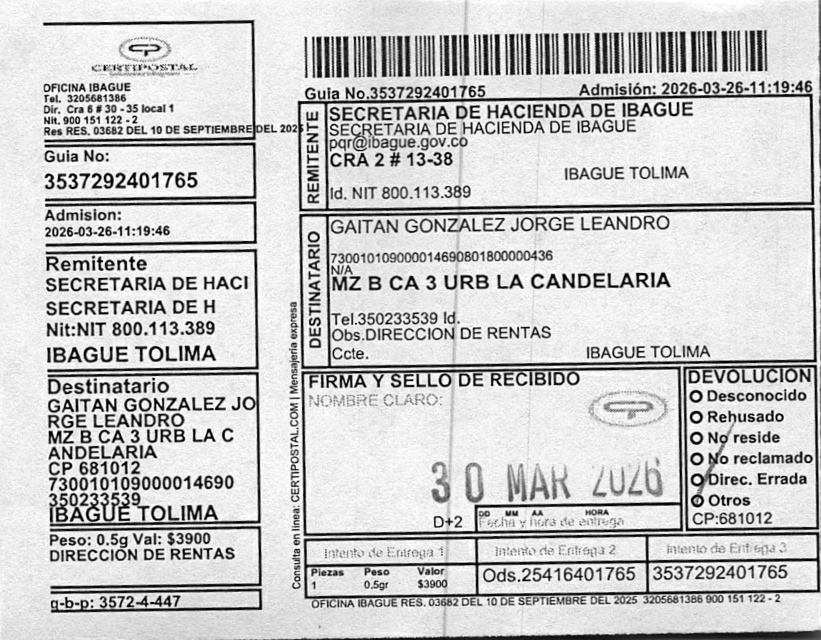 CERTIPOSTAL
OFICINA IBAGUE
Tel. 3205681386
Dir. Cra 6 # 30 - 35 local 1
Nit. 900 151 122 - 2
Res RES. 03682 DEL 10 DE SEPTIEMBRE DEL 2025
Guia No:
3537292401765
Admision:
2026-03-26-11:19:46
Remitente
SECRETARIA DE HACI
SECRETARIA DE H
Nit:NIT 800.113.389
IBAGUE TOLIMA
Destinatario
GAITAN GONZALEZ JO
RGE LEANDRO
MZ B CA 3 URB LA C
ANDELARIA
CP 681012
730010109000014690
350233539
IBAGUE TOLIMA
Peso: 0.5g Val: $3900
DIRECCION DE RENTAS
g-b-p: 3572-4-447
Consulta en linea: CERTIPOSTAL.COM | Mensajeria expresa
Guia No.3537292401765
Admisión: 2026-03-26-11:19:46
REMITENTE
SECRETARIA DE HACIENDA DE IBAGUE
SECRETARIA DE HACIENDA DE IBAGUE
pqr@ibague.gov.co
CRA 2 # 13-38
IBAGUE TOLIMA
Id. NIT 800.113.389
DESTINATARIO
GAITAN GONZALEZ JORGE LEANDRO
730010109000014690801800000436
N/A
MZ B CA 3 URB LA CANDELARIA
Tel.350233539 Id.
Obs.DIRECCION DE RENTAS
Ccte.
IBAGUE TOLIMA
FIRMA Y SELLO DE RECIBIDO
NOMBRE CLARO:
30 MAR 2026
D+2
DD MM AA HORA
Fecha y hora de entrega
DEVOLUCION
Desconocido
Rehusado
No reside
No reclamado
Direc. Errada
Otros
CP:681012
Intento de Entrega 1
Intento de Entrega 2
Intento de Entrega 3
Piezas Peso Valor
1 0.5gr $3900
Ods.25416401765
3537292401765
OFICINA IBAGUE RES. 03682 DEL 10 DE SEPTIEMBRE DEL 2025 3205681386 900 151 122 - 2